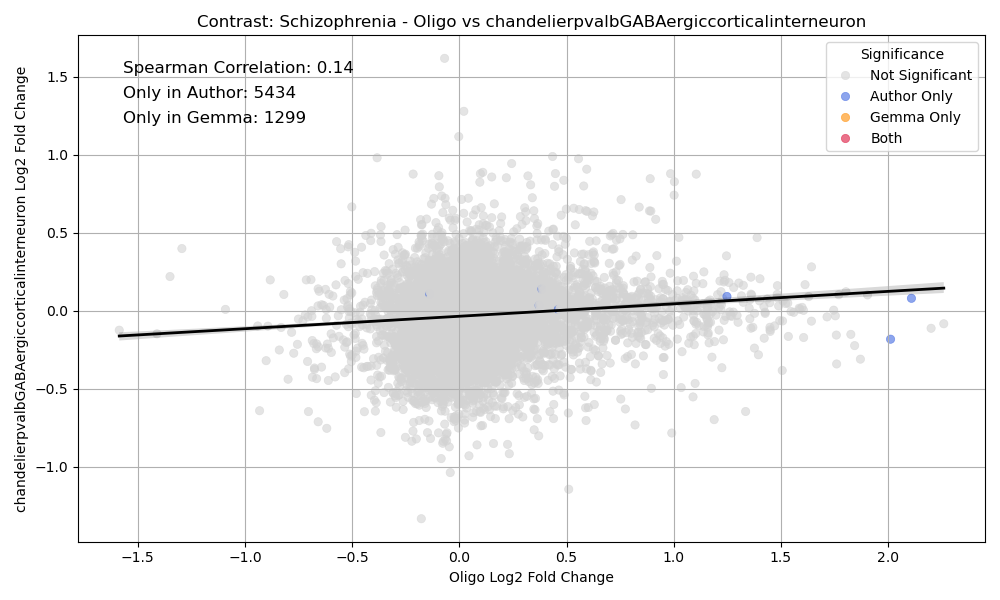 Contrast: Schizophrenia - Oligo vs chandelierpvalbGABAergiccorticalinterneuron
Spearman Correlation: 0.14
Only in Author: 5434
Only in Gemma: 1299
Significance
Not Significant
Author Only
Gemma Only
Both
chandelierpvalbGABAergiccorticalinterneuron Log2 Fold Change
1.5
1.0
0.5
0.0
−0.5
−1.0
−1.5
−1.0
−0.5
0.0
0.5
1.0
1.5
2.0
Oligo Log2 Fold Change